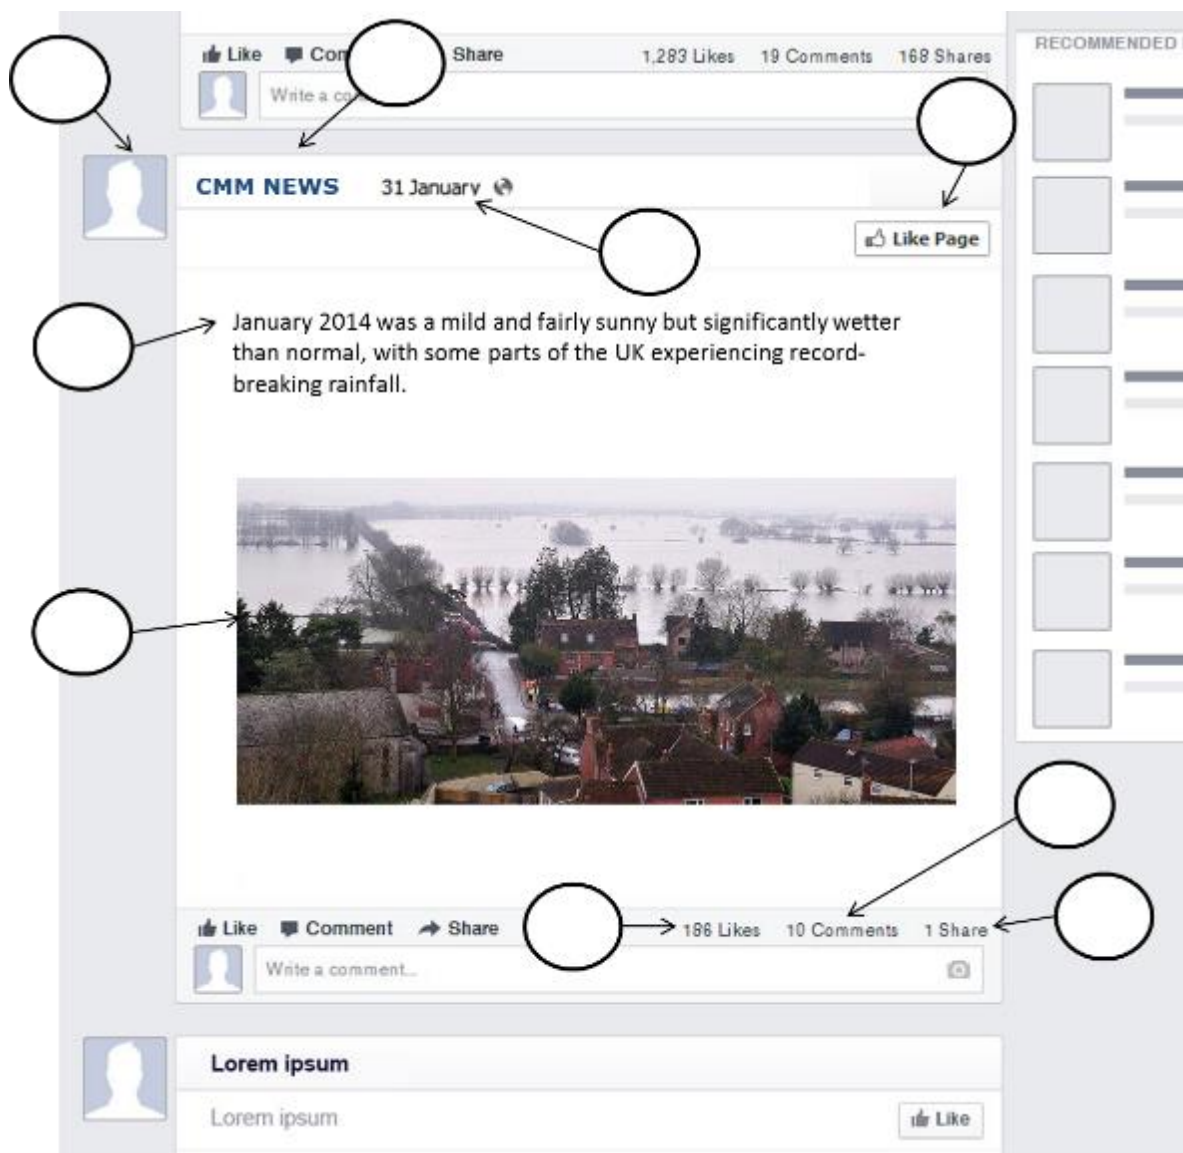 Like Share 1,283 Likes 19 Comments 168 Shares
Write a
RECOMMENDED
CMM NEWS 31 January
Like Page
January 2014 was a mild and fairly sunny but significantly wetter
than normal, with some parts of the UK experiencing record-
breaking rainfall.
Like Comment Share 186 Likes 10 Comments 1 Share
Write a comment...
Lorem ipsum
Lorem ipsum Like